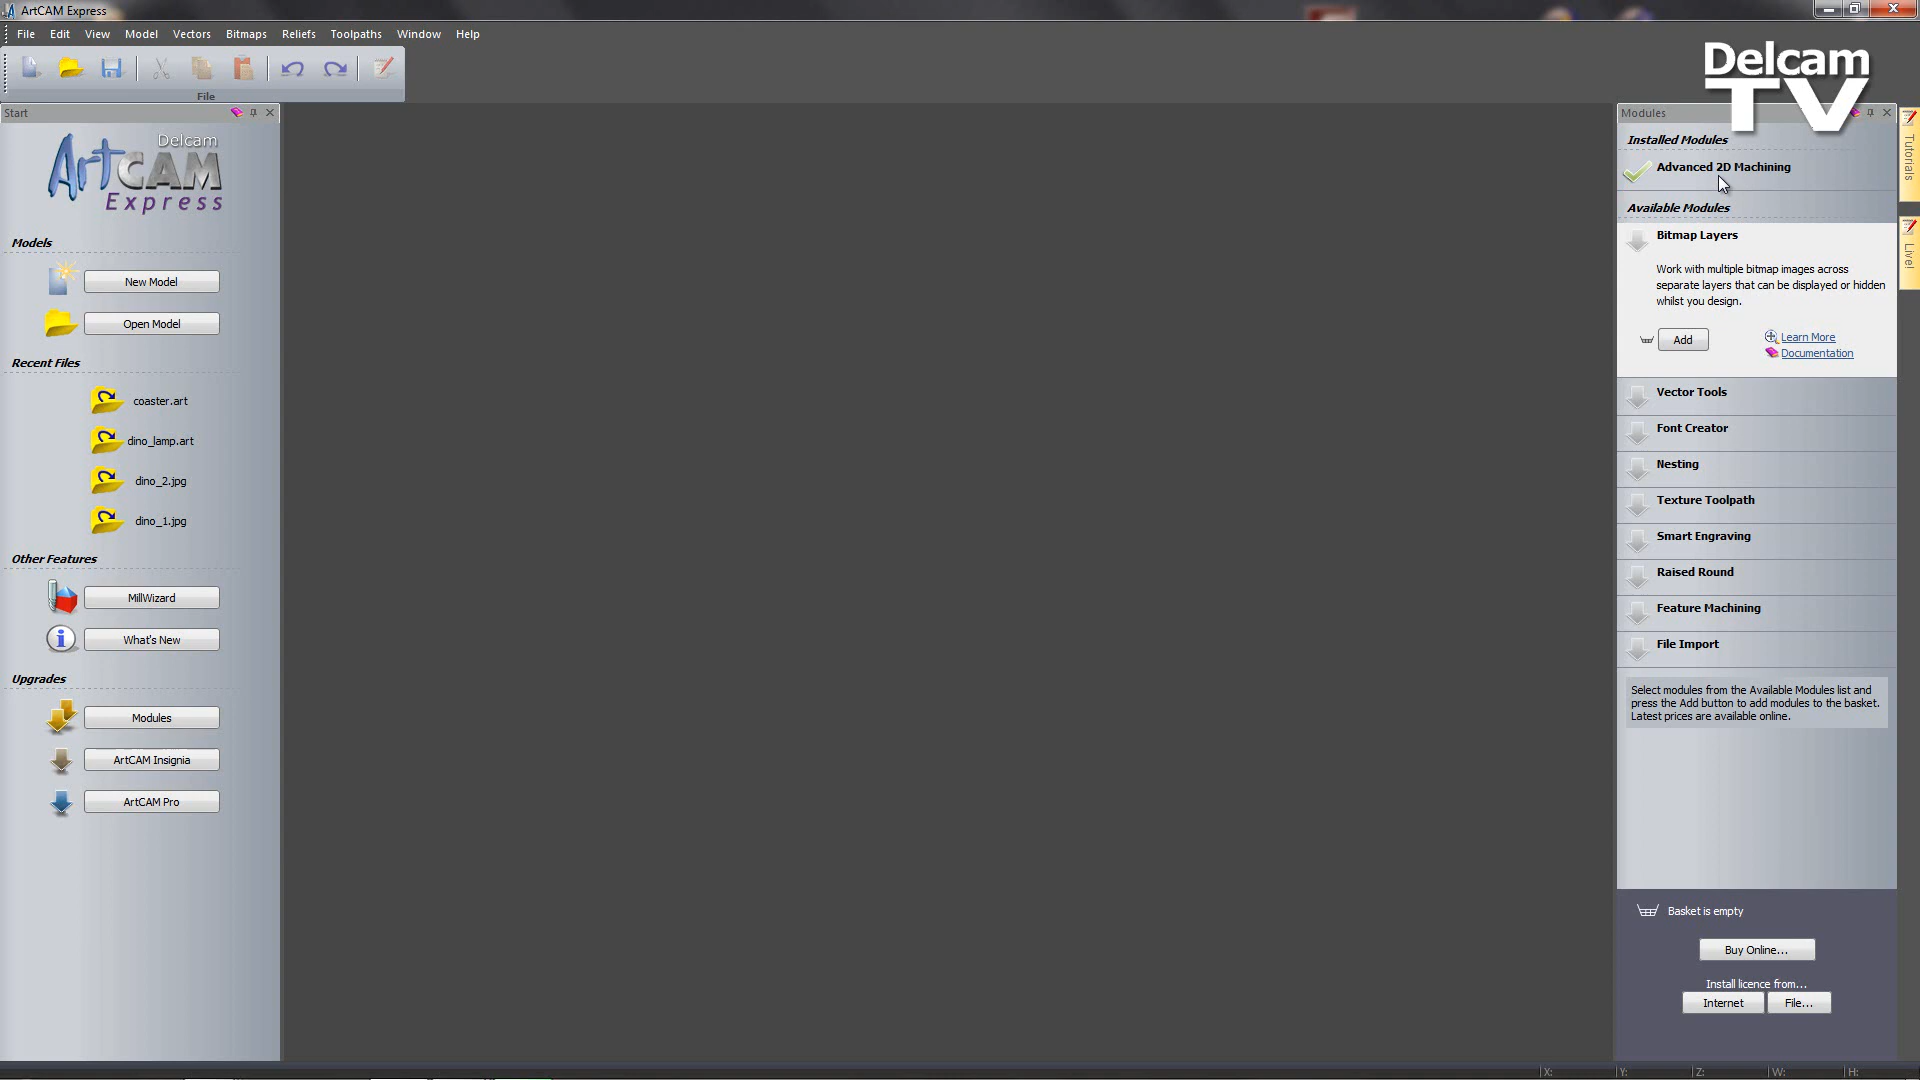 ArtCAM Express
File Edit View Model Vectors Bitmaps Reliefs Toolpaths Window Help
File
Delcam
TV
Start
Delcam
ArtCAM
Express
Models
New Model
Open Model
Recent Files
coaster.art
dino_lamp.art
dino_2.jpg
dino_1.jpg
Other Features
MillWizard
What's New
Upgrades
Modules
ArtCAM Insignia
ArtCAM Pro
Modules
Installed Modules
Advanced 2D Machining
Available Modules
Bitmap Layers
Work with multiple bitmap images across
separate layers that can be displayed or hidden
whilst you design.
Add
Learn More
Documentation
Vector Tools
Font Creator
Nesting
Texture Toolpath
Smart Engraving
Raised Round
Feature Machining
File Import
Select modules from the Available Modules list and
press the Add button to add modules to the basket.
Latest prices are available online.
Basket is empty
Buy Online...
Install licence from...
Internet File...
Tutorials
Live!
X: Y: Z: W: H: